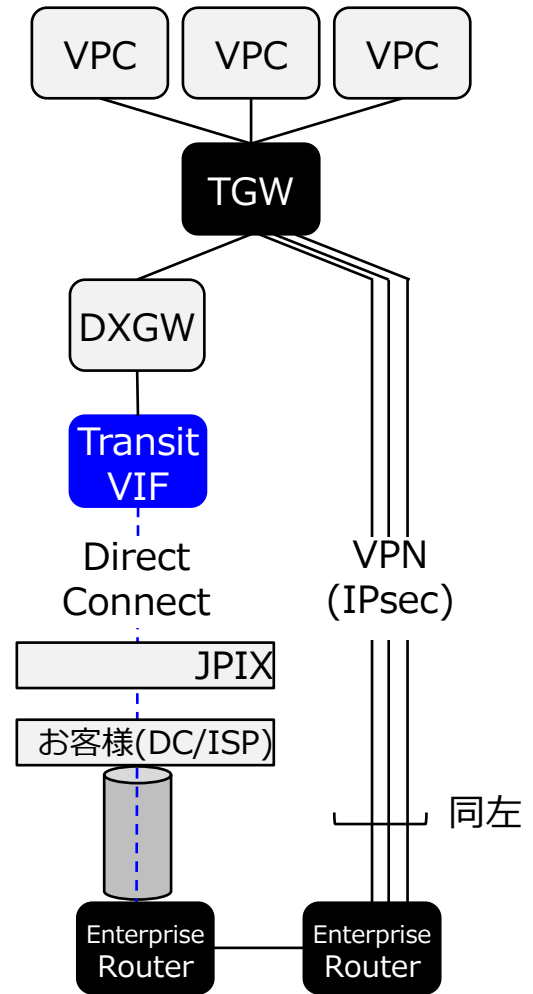 VPC
VPC
VPC
TGW
DXGW
Transit
VIF
Direct
Connect
VPN
(IPsec)
JPIX
お客様(DC/ISP)
同左
Enterprise
Router
Enterprise
Router